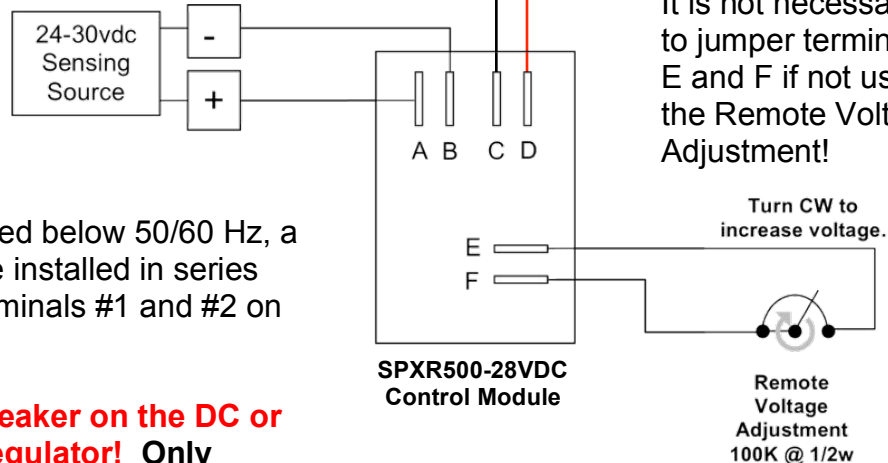 It is not necessa
to jumper termin
E and F if not us
the Remote Volt
Adjustment!
24-30vdc
Sensing
Source
-
+
A B C D
E
F
SPXR500-28VDC
Control Module
Turn CW to
increase voltage.
Remote
Voltage
Adjustment
100K @ 1/2w
ed below 50/60 Hz, a
e installed in series
minals #1 and #2 on
eaker on the DC or
egulator! Only